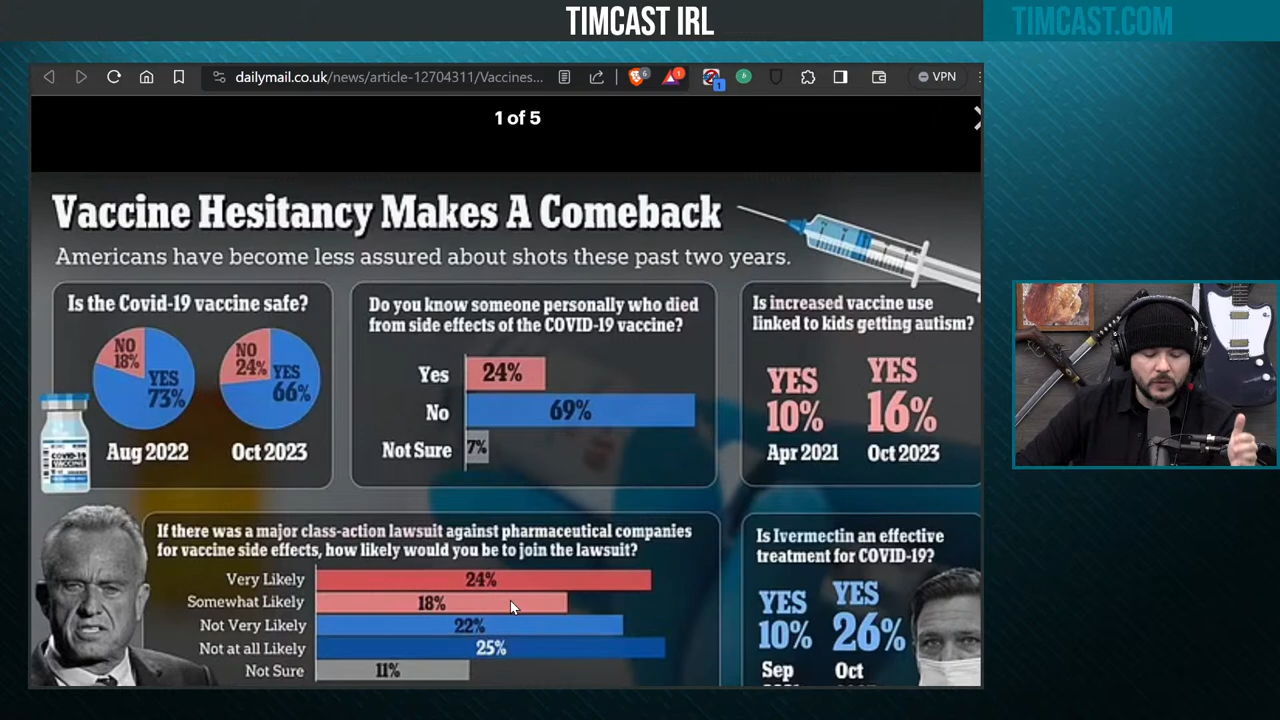 TIMCAST IRL
TIMCAST.COM
dailymail.co.uk/news/article-12704311/Vaccines...
6
1
1
VPN
1 of 5
Vaccine Hesitancy Makes A Comeback
Americans have become less assured about shots these past two years.
Is the Covid-19 vaccine safe?
NO
18%
YES
73%
Aug 2022
NO
24%
YES
66%
Oct 2023
COVID-19
VACCINE
Do you know someone personally who died
from side effects of the COVID-19 vaccine?
Yes 24%
No 69%
Not Sure 7%
Is increased vaccine use
linked to kids getting autism?
YES
10%
Apr 2021
YES
16%
Oct 2023
If there was a major class-action lawsuit against pharmaceutical companies
for vaccine side effects, how likely would you be to join the lawsuit?
Very Likely 24%
Somewhat Likely 18%
Not Very Likely 22%
Not at all Likely 25%
Not Sure 11%
Is Ivermectin an effective
treatment for COVID-19?
YES
10%
Sep
YES
26%
Oct